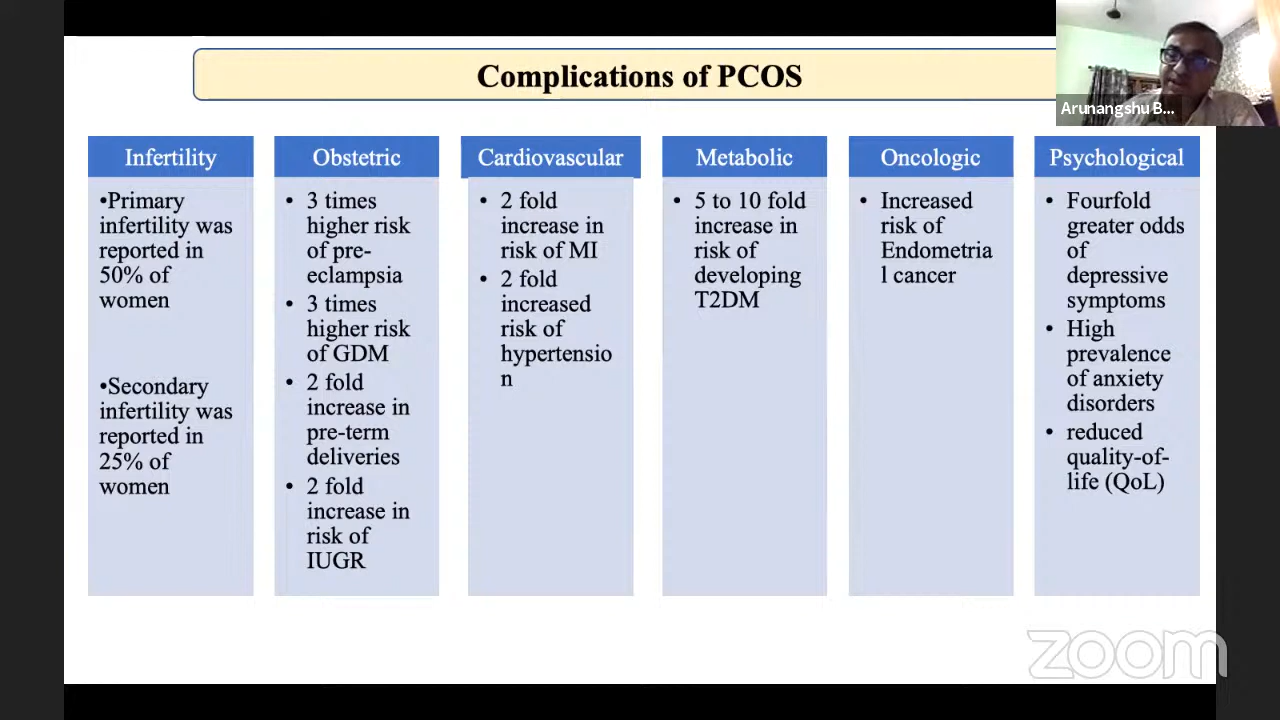 Complications of PCOS
Arunangshu B...
Infertility
•Primary
infertility was
reported in
50% of
women
•Secondary
infertility was
reported in
25% of
women
Obstetric
• 3 times
higher risk
of pre-
eclampsia
• 3 times
higher risk
of GDM
• 2 fold
increase in
pre-term
deliveries
• 2 fold
increase in
risk of
IUGR
Cardiovascular
• 2 fold
increase in
risk of MI
• 2 fold
increased
risk of
hypertensio
n
Metabolic
• 5 to 10 fold
increase in
risk of
developing
T2DM
Oncologic
• Increased
risk of
Endometria
l cancer
Psychological
• Fourfold
greater odds
of
depressive
symptoms
• High
prevalence
of anxiety
disorders
• reduced
quality-of-
life (QoL)
zoom